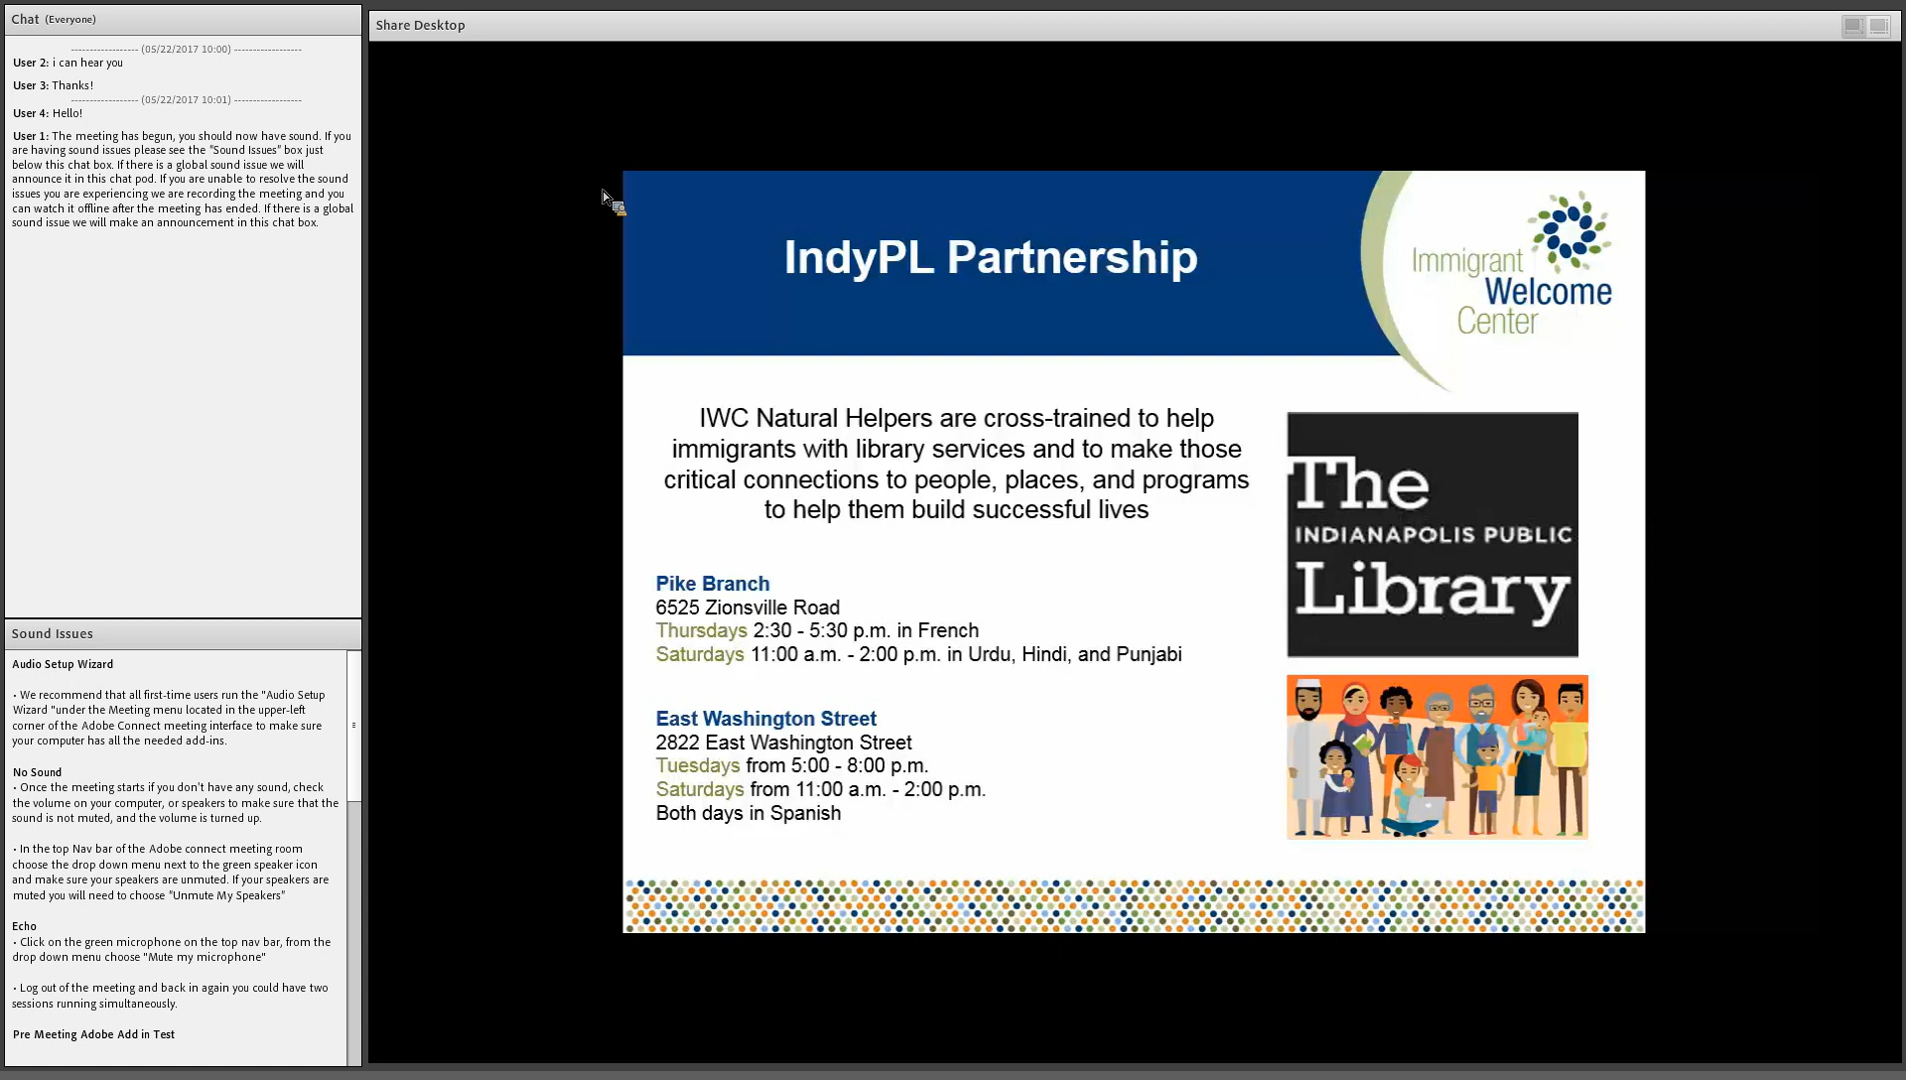 Chat (Everyone)
------------------ (05/22/2017 10:00) ------------------
User 2: i can hear you
User 3: Thanks!
------------------ (05/22/2017 10:01) ------------------
User 4: Hello!
User 1: The meeting has begun, you should now have sound. If you
are having sound issues please see the "Sound Issues" box just
below this chat box. If there is a global sound issue we will
announce it in this chat pod. If you are unable to resolve the sound
issues you are experiencing we are recording the meeting and you
can watch it offline after the meeting has ended. If there is a global
sound issue we will make an announcement in this chat box.
Sound Issues
Audio Setup Wizard
• We recommend that all first-time users run the "Audio Setup
Wizard "under the Meeting menu located in the upper-left
corner of the Adobe Connect meeting interface to make sure
your computer has all the needed add-ins.
No Sound
• Once the meeting starts if you don't have any sound, check
the volume on your computer, or speakers to make sure that the
sound is not muted, and the volume is turned up.
• In the top Nav bar of the Adobe connect meeting room
choose the drop down menu next to the green speaker icon
and make sure your speakers are unmuted. If your speakers are
muted you will need to choose "Unmute My Speakers"
Echo
• Click on the green microphone on the top nav bar, from the
drop down menu choose "Mute my microphone"
• Log out of the meeting and back in again you could have two
sessions running simultaneously.
Pre Meeting Adobe Add in Test
Share Desktop
IndyPL Partnership
Immigrant
Welcome
Center
IWC Natural Helpers are cross-trained to help
immigrants with library services and to make those
critical connections to people, places, and programs
to help them build successful lives
Pike Branch
6525 Zionsville Road
Thursdays 2:30 - 5:30 p.m. in French
Saturdays 11:00 a.m. - 2:00 p.m. in Urdu, Hindi, and Punjabi
East Washington Street
2822 East Washington Street
Tuesdays from 5:00 - 8:00 p.m.
Saturdays from 11:00 a.m. - 2:00 p.m.
Both days in Spanish
The
INDIANAPOLIS PUBLIC
Library